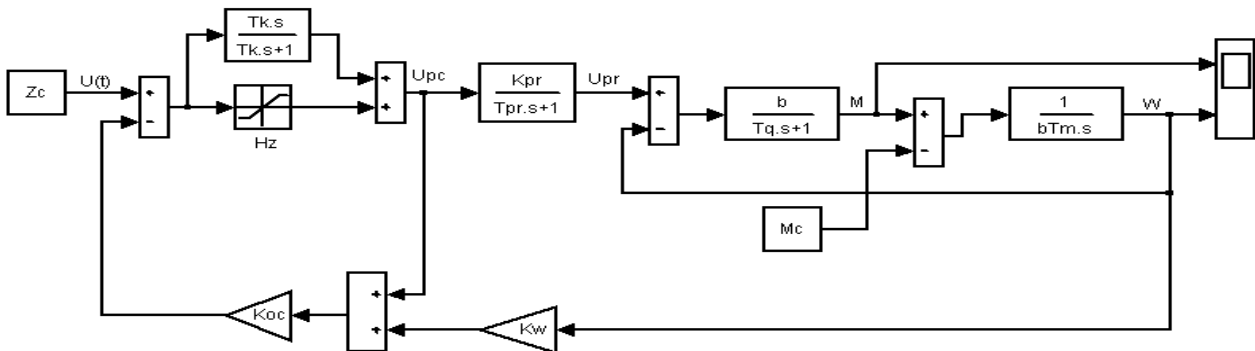 Tk.s
Tk.s+1
Zc
U(t)
+
-
Hz
+
+
Upc
Kpr
Tpr.s+1
Upr
+
-
b
Tq.s+1
M
+
-
1
bTm.s
W
Mc
Koc
+
+
Kw